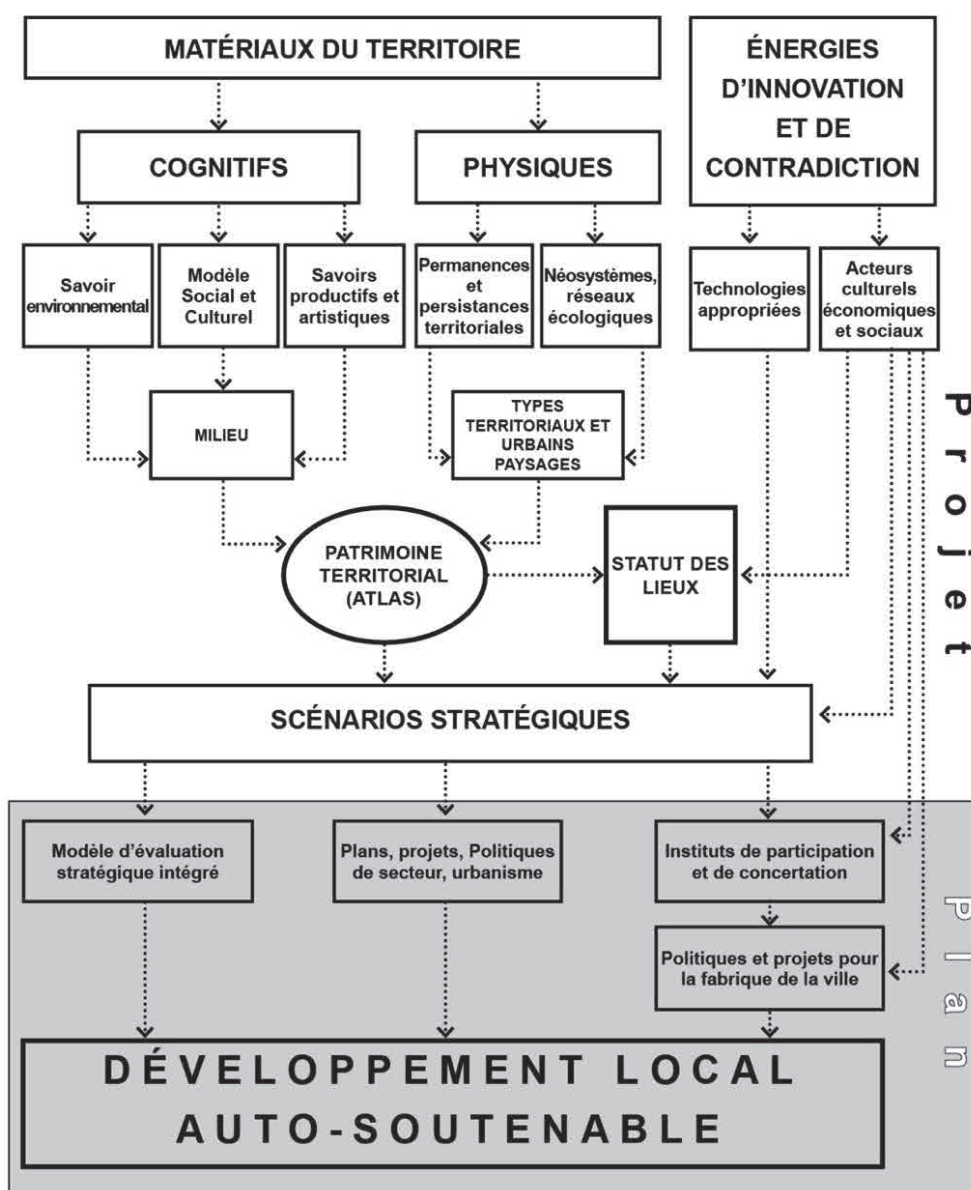 MATÉRIAUX DU TERRITOIRE
ÉNERGIES
D'INNOVATION
ET DE
CONTRADICTION
COGNITIFS
PHYSIQUES
Savoir
environnemental
Modèle
Social et
Culturel
Savoirs
productifs et
artistiques
Permanences
et
persistances
territoriales
Néosystèmes,
réseaux
écologiques
Technologies
appropriées
Acteurs
culturels
économiques
et sociaux
MILIEU
TYPES
TERRITORIAUX ET
URBAINS
PAYSAGES
Projet
PATRIMOINE
TERRITORIAL
(ATLAS)
STATUT DES
LIEUX
SCÉNARIOS STRATÉGIQUES
Modèle d'évaluation
stratégique intégré
Plans, projets, Politiques
de secteur, urbanisme
Instituts de participation
et de concertation
Plan
Politiques et projets pour
la fabrique de la ville
DÉVELOPPEMENT LOCAL
AUTO-SOUTENABLE